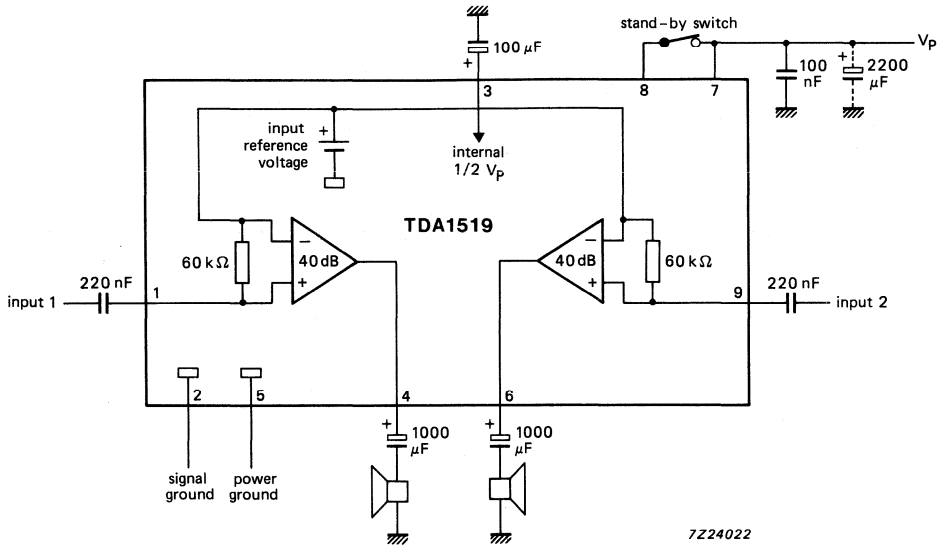 stand-by switch
100 μF
+
VP
+
100
nF
2200
μF
3
8
7
input
reference
voltage
+
internal
1/2 VP
TDA1519
−
−
60 kΩ
40 dB
40 dB
60 kΩ
+
+
input 1
220 nF
1
9
220 nF
input 2
2
5
4
6
+
1000
μF
+
1000
μF
signal
ground
power
ground
7Z24022